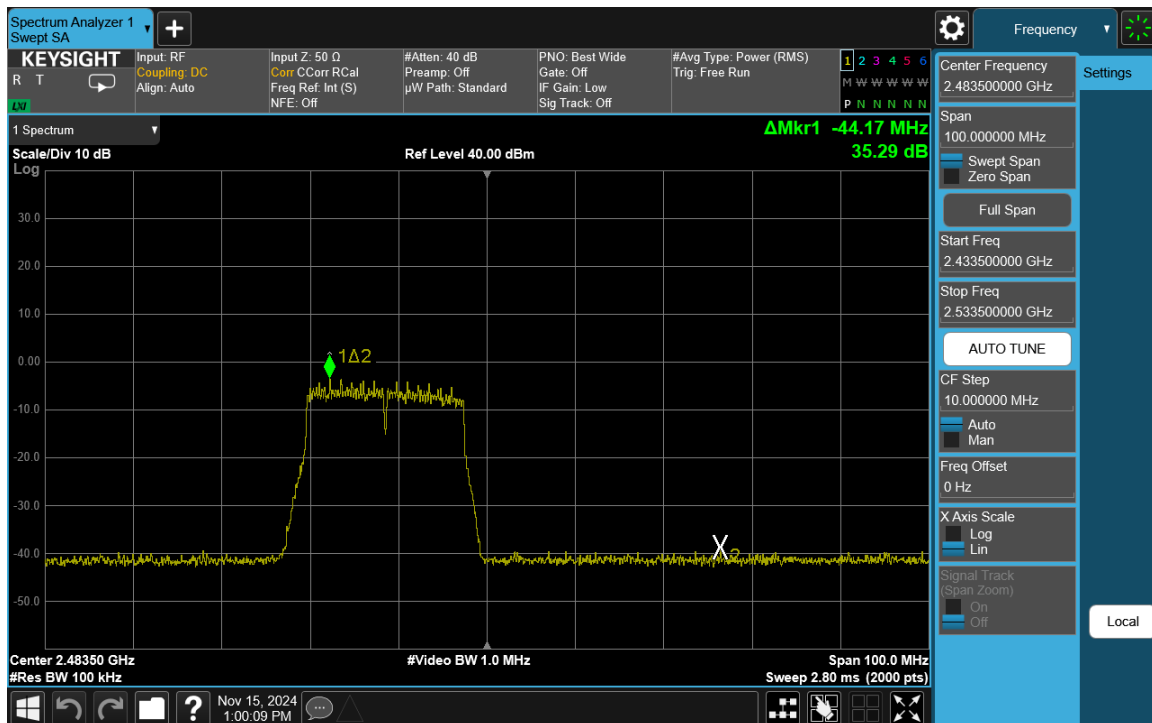 Spectrum Analyzer 1
Swept SA
Frequency
KEYSIGHT
R T
LXI
Input: RF
Coupling: DC
Align: Auto
Input Z: 50 Ω
Corr CCorr RCal
Freq Ref: Int (S)
NFE: Off
#Atten: 40 dB
Preamp: Off
µW Path: Standard
PNO: Best Wide
Gate: Off
IF Gain: Low
Sig Track: Off
#Avg Type: Power (RMS)
Trig: Free Run
1 2 3 4 5 6
M W W W W W
P N N N N N
1 Spectrum
ΔMkr1 -44.17 MHz
35.29 dB
Scale/Div 10 dB
Ref Level 40.00 dBm
Log
30.0
20.0
10.0
0.00
-10.0
-20.0
-30.0
-40.0
-50.0
1Δ2
2
Center 2.48350 GHz
#Video BW 1.0 MHz
Span 100.0 MHz
#Res BW 100 kHz
Sweep 2.80 ms (2000 pts)
Nov 15, 2024
1:00:09 PM
Center Frequency
2.483500000 GHz
Span
100.000000 MHz
Swept Span
Zero Span
Full Span
Start Freq
2.433500000 GHz
Stop Freq
2.533500000 GHz
AUTO TUNE
CF Step
10.000000 MHz
Auto
Man
Freq Offset
0 Hz
X Axis Scale
Log
Lin
Signal Track
(Span Zoom)
On
Off
Settings
Local